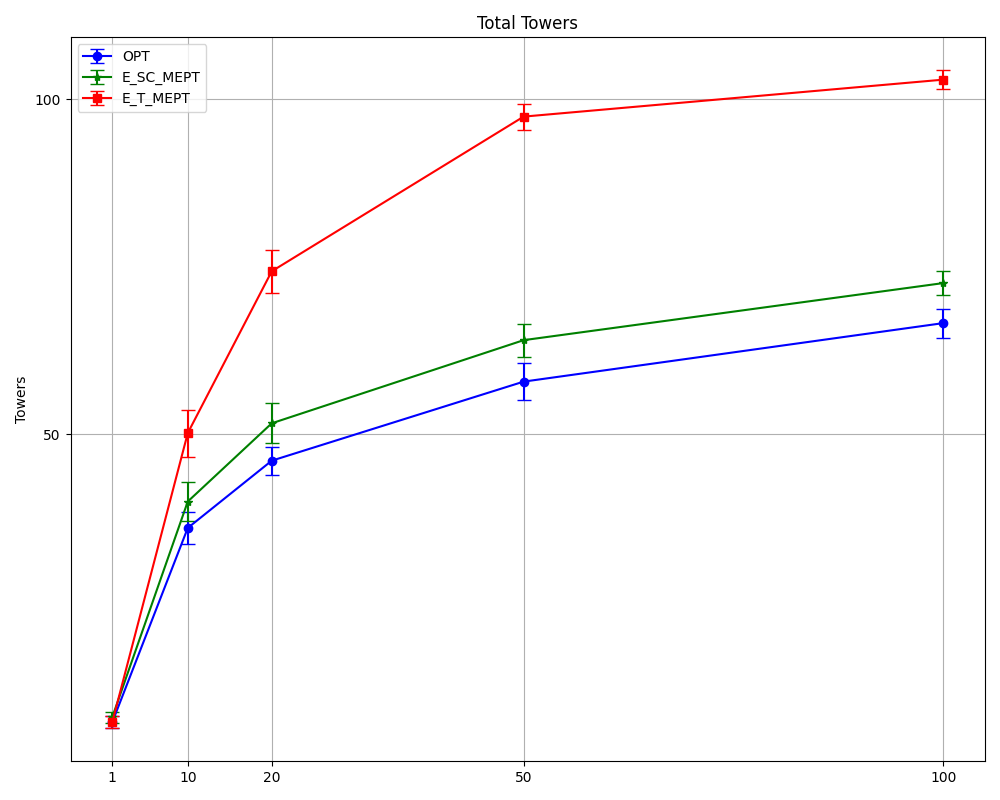 Total Towers
OPT
E_SC_MEPT
E_T_MEPT
100
50
Towers
1 10 20 50 100